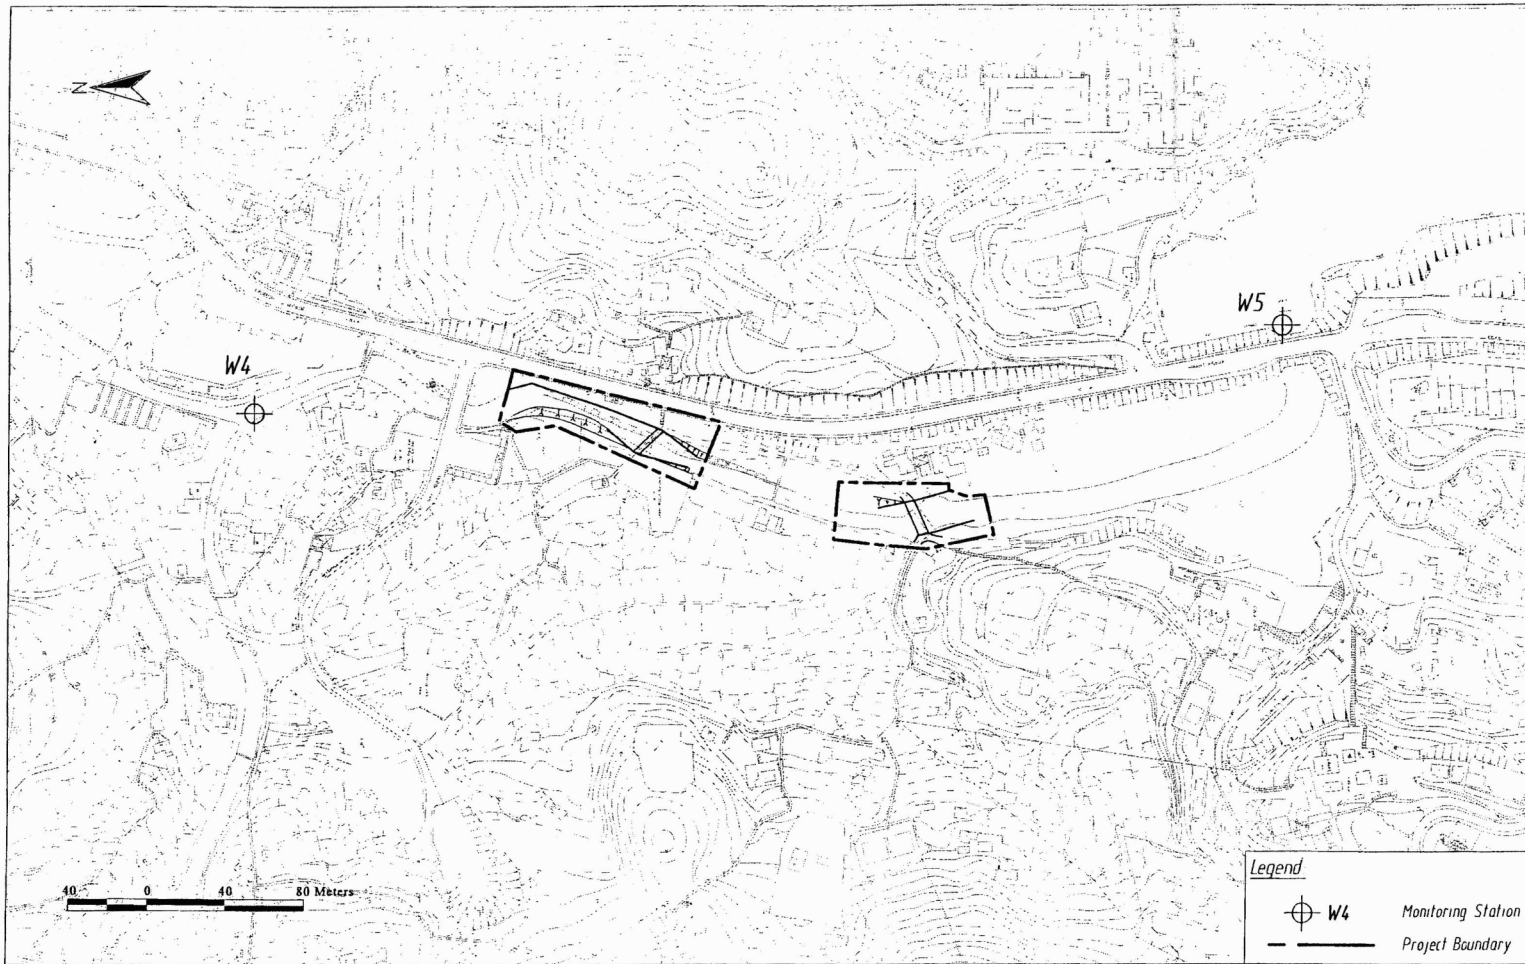 N
W5
W4
40 0 40 80 Meters
Legend
W4 Monitoring Station
Project Boundary